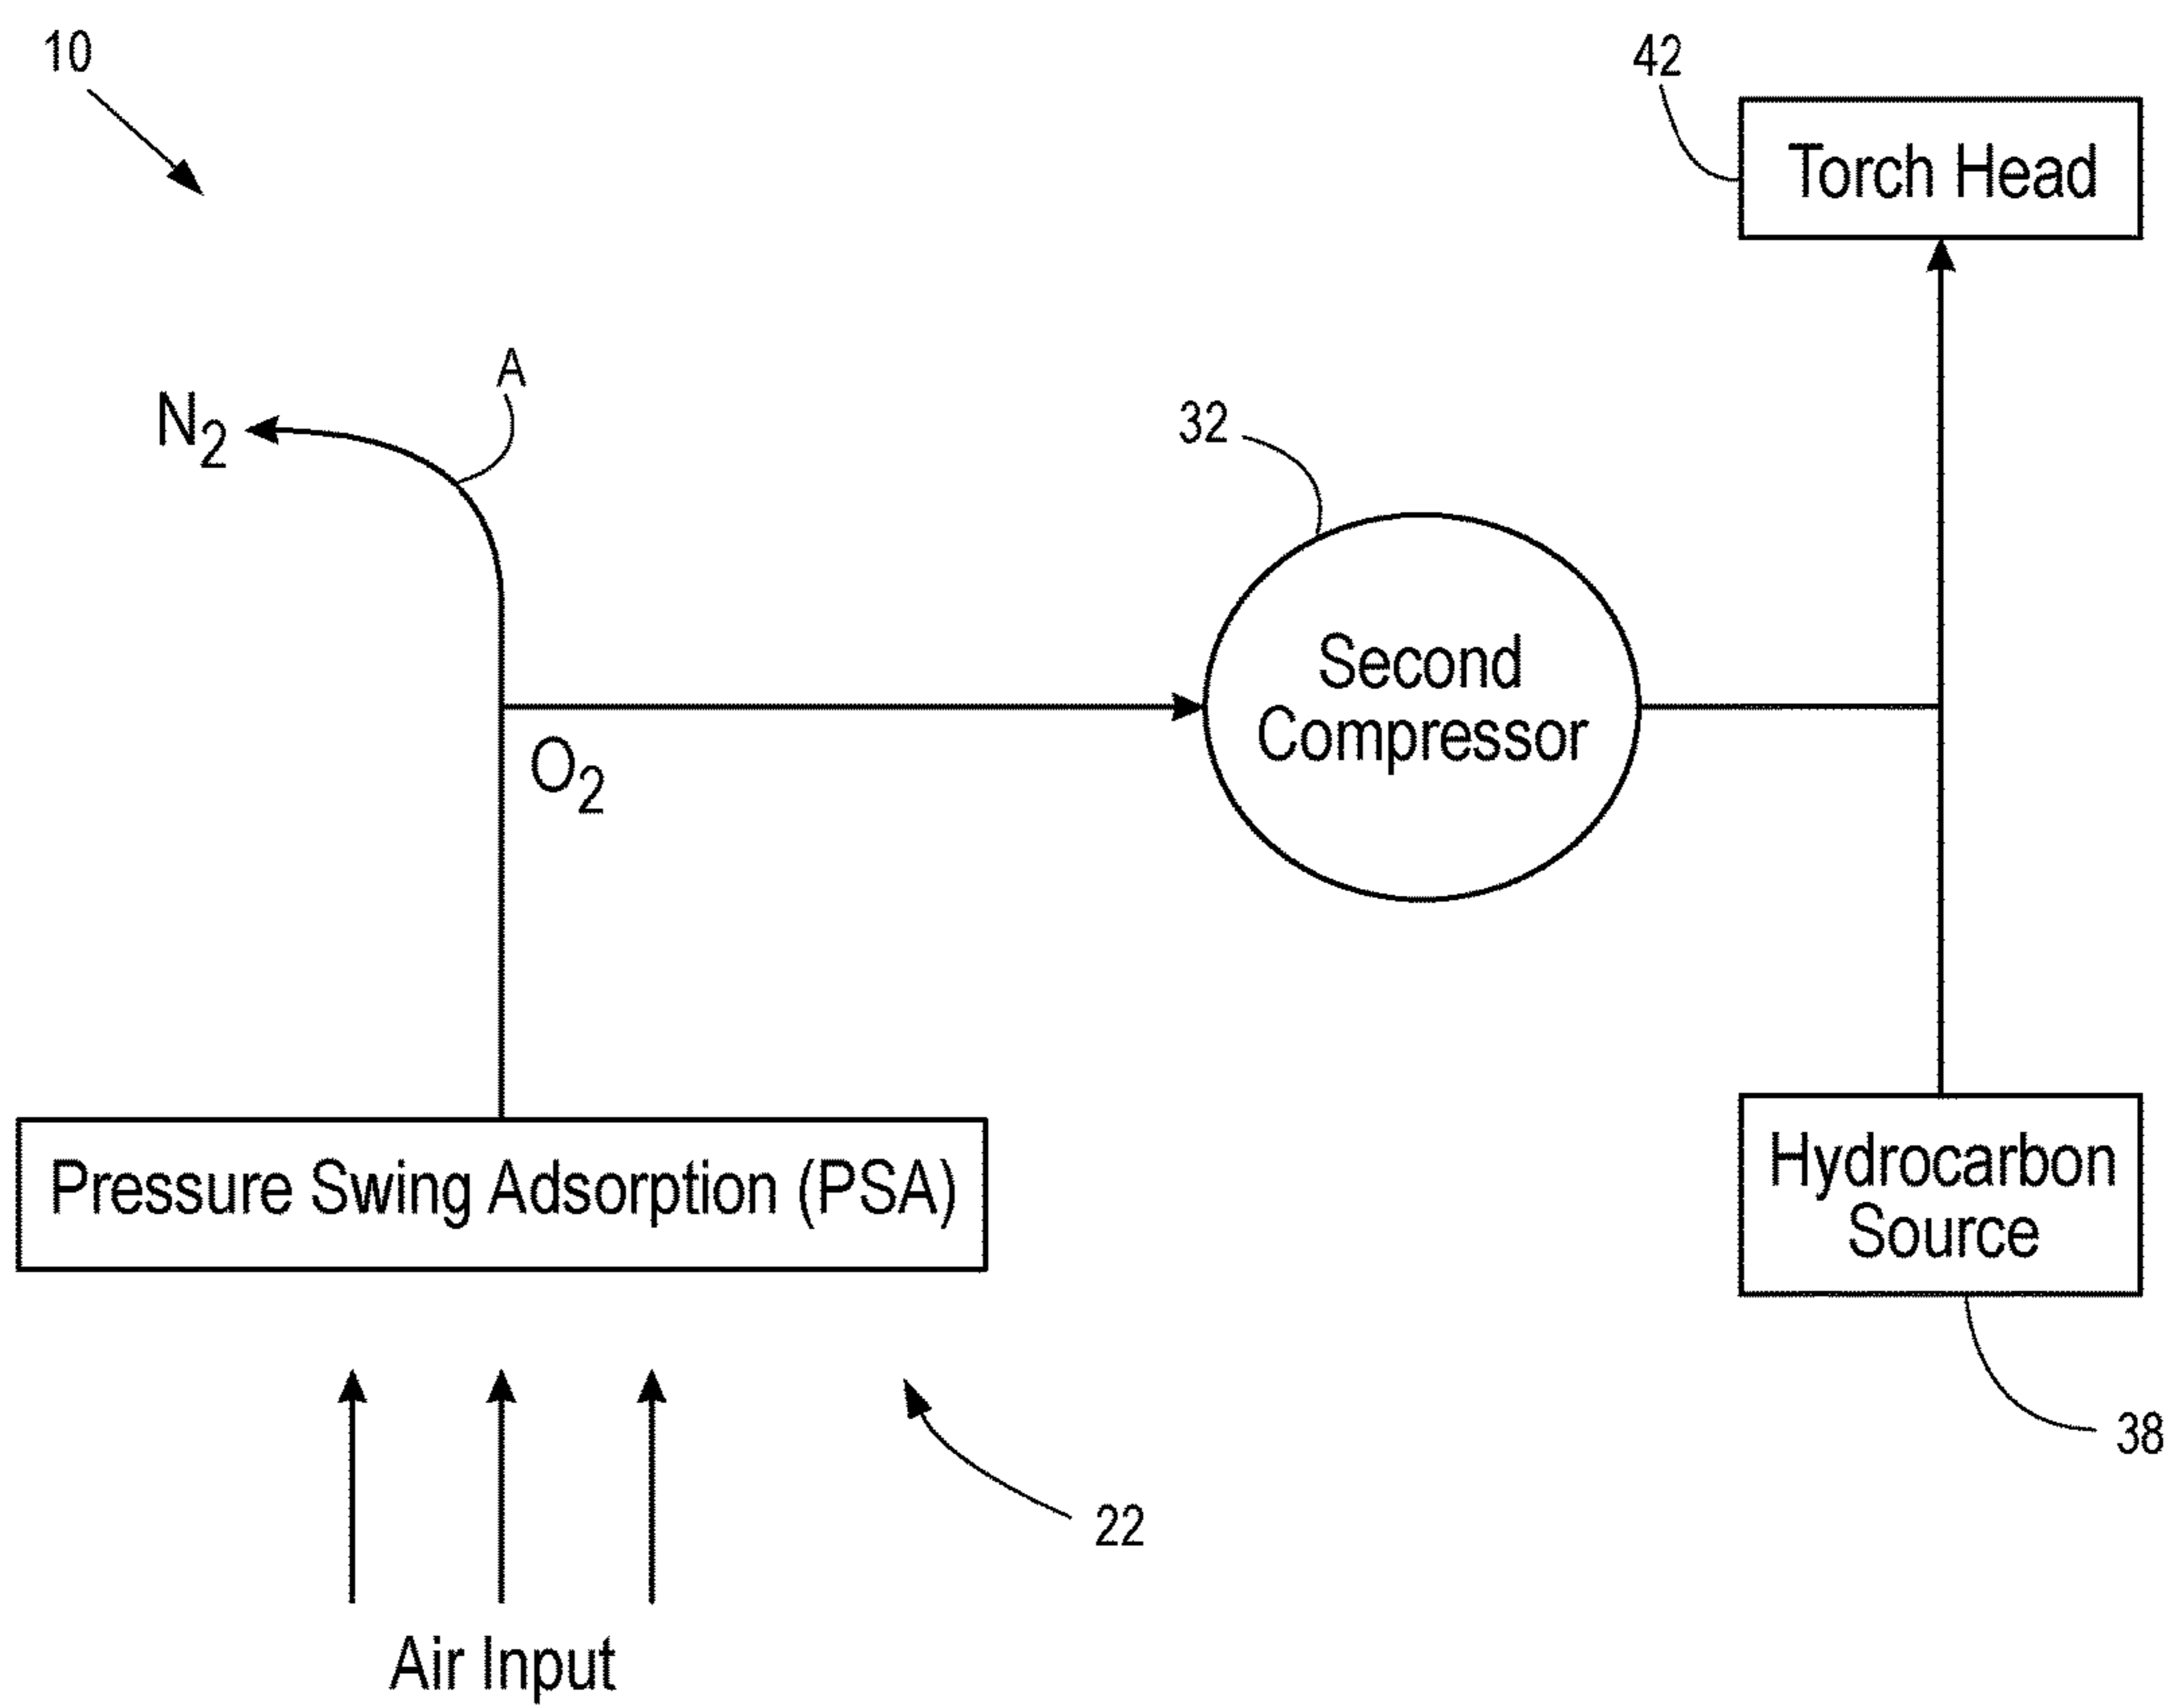 10
42
Torch Head
A
N2
32
Second
Compressor
O2
Pressure Swing Adsorption (PSA)
Hydrocarbon
Source
38
22
Air Input